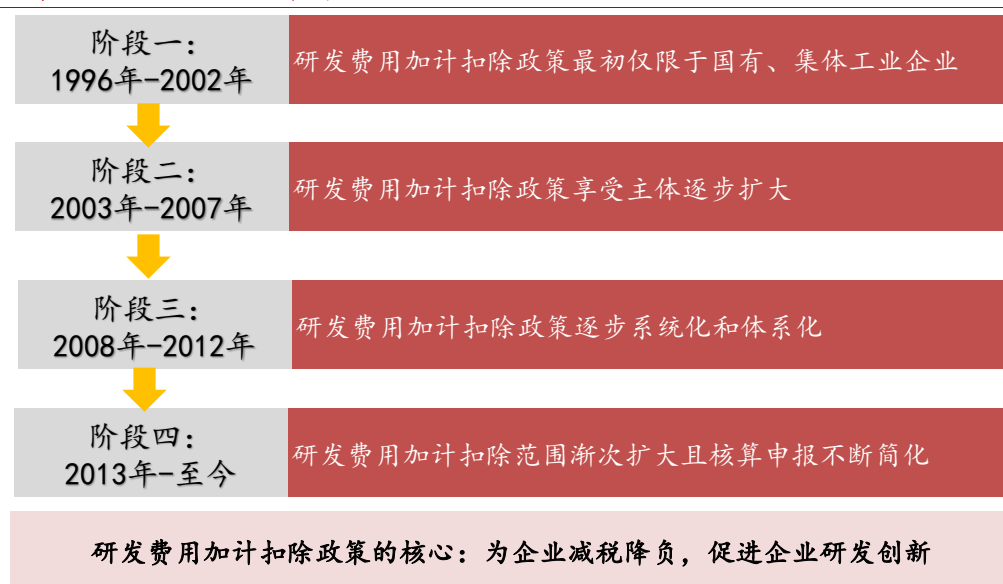 阶段一：
1996年-2002年
研发费用加计扣除政策最初仅限于国有、集体工业企业
阶段二：
2003年-2007年
研发费用加计扣除政策享受主体逐步扩大
阶段三：
2008年-2012年
研发费用加计扣除政策逐步系统化和体系化
阶段四：
2013年-至今
研发费用加计扣除范围渐次扩大且核算申报不断简化
研发费用加计扣除政策的核心：为企业减税降负，促进企业研发创新